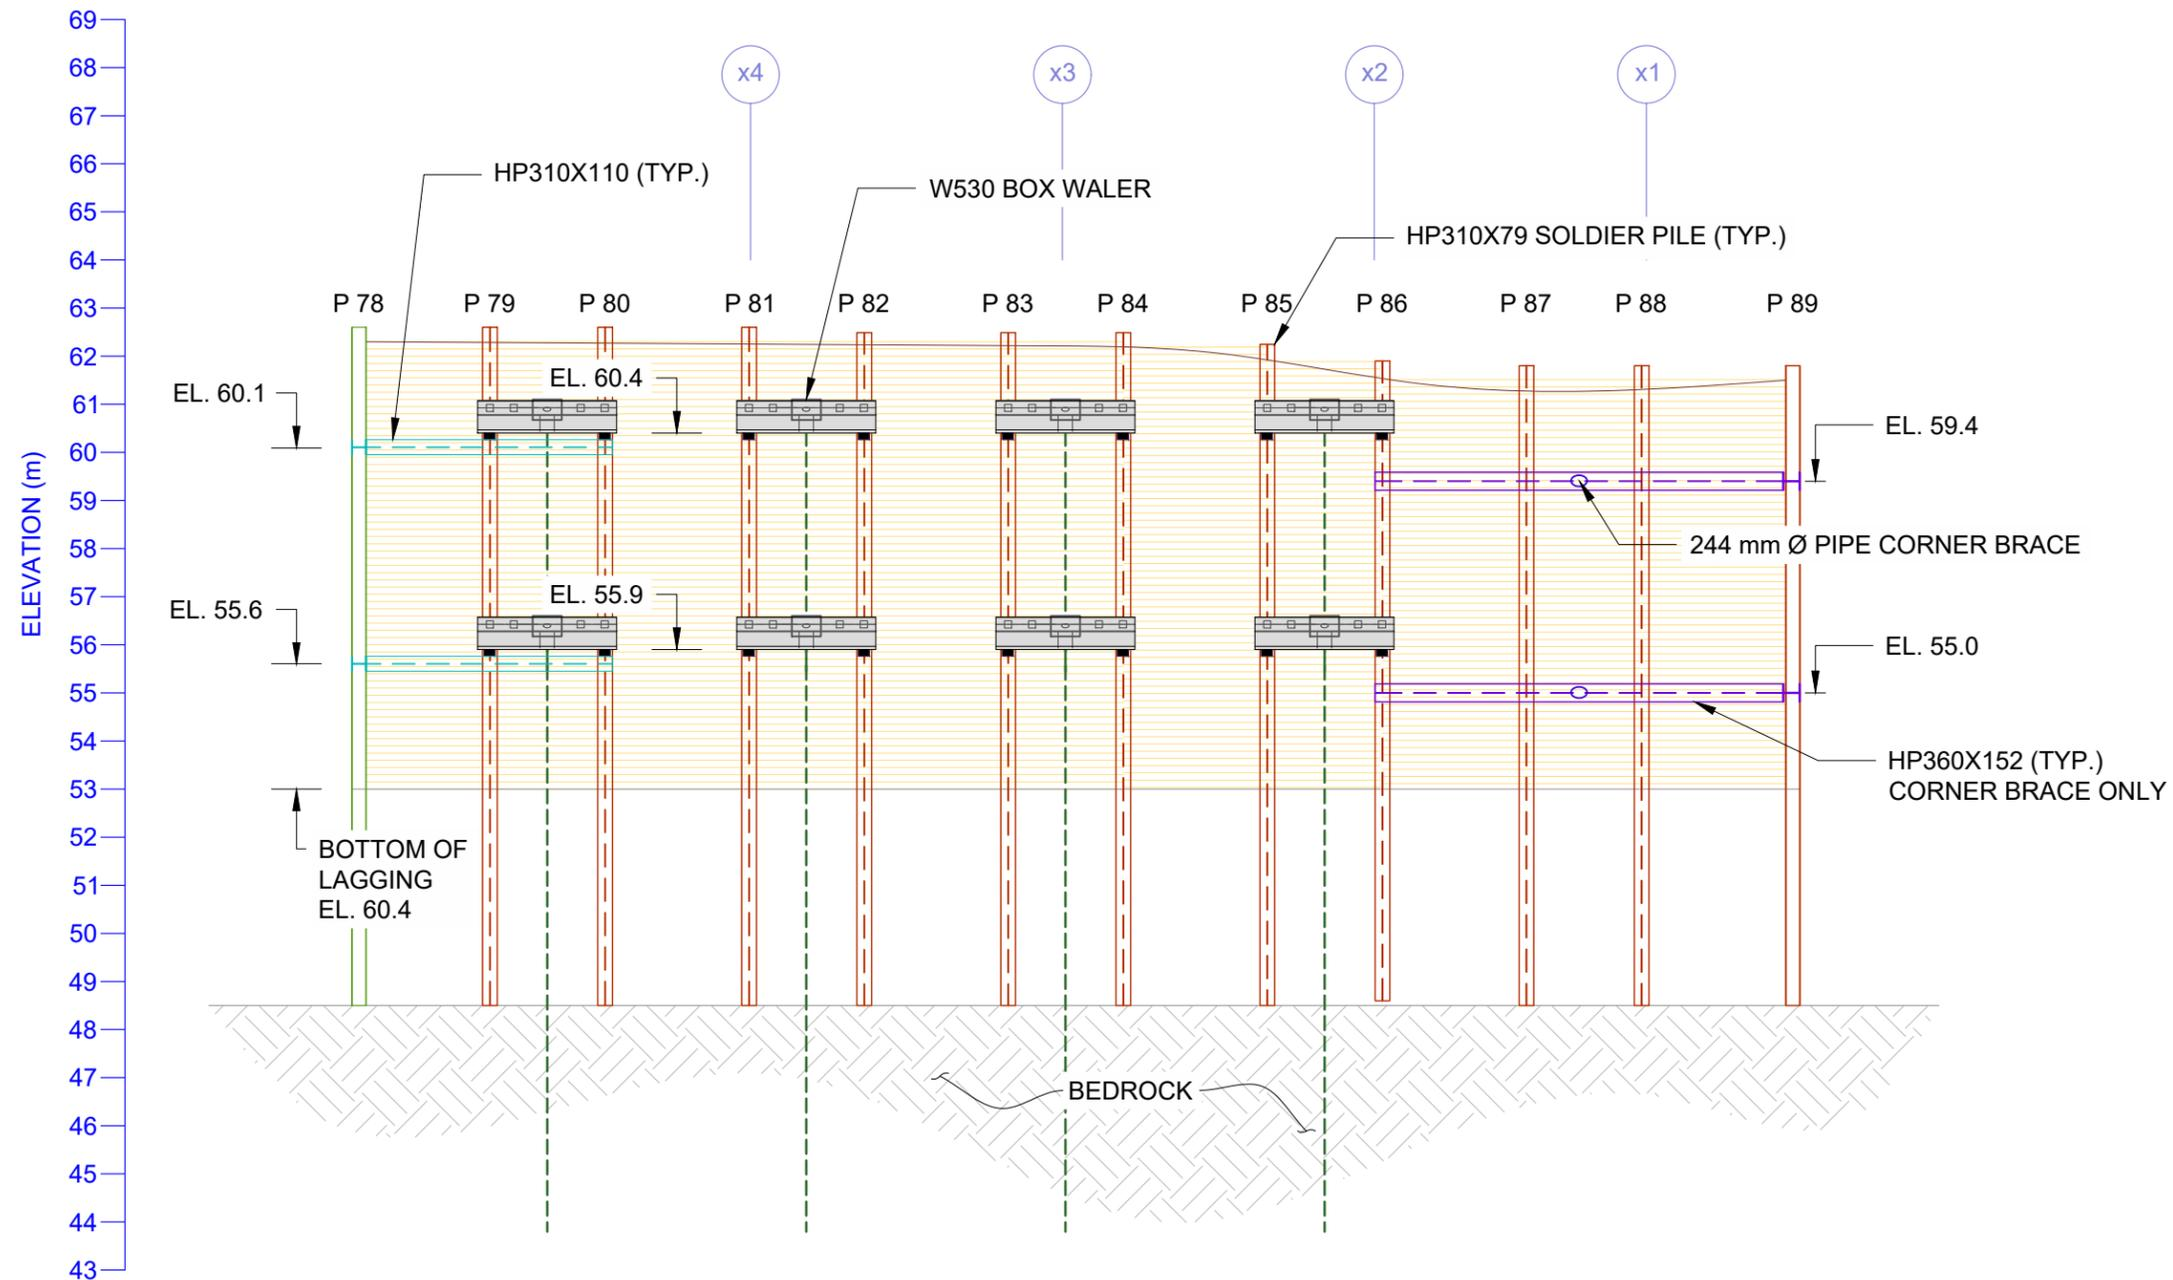 69
68
67
66
65
64
63
62
61
60
59
58
57
56
55
54
53
52
51
50
49
48
47
46
45
44
43
ELEVATION (m)
x4
x3
x2
x1
HP310X110 (TYP.)
W530 BOX WALER
HP310X79 SOLDIER PILE (TYP.)
P 78
P 79
P 80
P 81
P 82
P 83
P 84
P 85
P 86
P 87
P 88
P 89
EL. 60.1
EL. 60.4
EL. 59.4
244 mm Ø PIPE CORNER BRACE
EL. 55.9
EL. 55.6
EL. 55.0
HP360X152 (TYP.)
CORNER BRACE ONLY
BOTTOM OF
LAGGING
EL. 60.4
BEDROCK